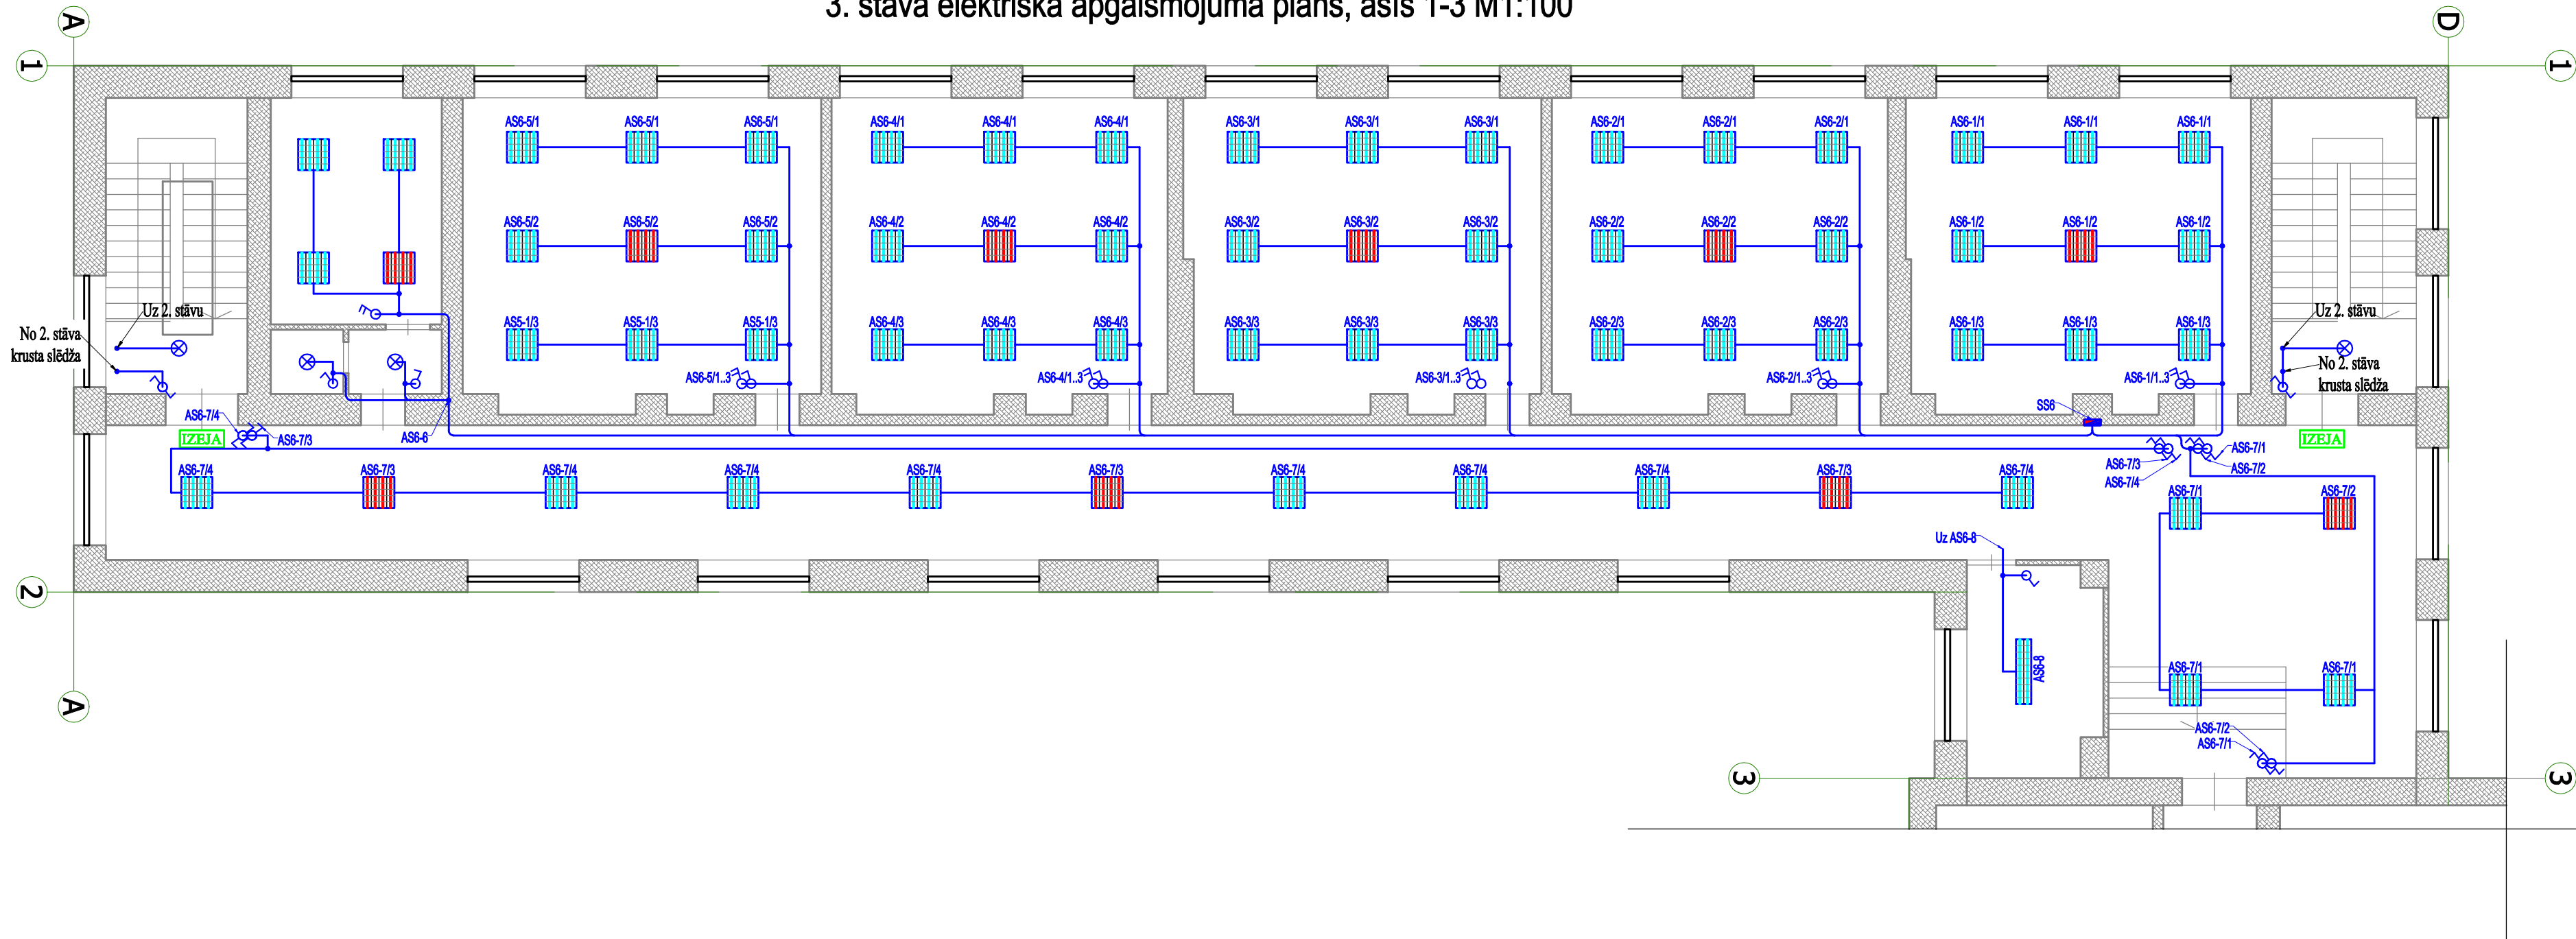 3. stāva elektriskā apgaismojuma plāns, asīs 1-3 M1:100
A
D
1
1
AS6-5/1 AS6-5/1 AS6-5/1 AS6-4/1 AS6-4/1 AS6-4/1 AS6-3/1 AS6-3/1 AS6-3/1 AS6-2/1 AS6-2/1 AS6-2/1 AS6-1/1 AS6-1/1 AS6-1/1
AS6-5/2 AS6-5/2 AS6-5/2 AS6-4/2 AS6-4/2 AS6-4/2 AS6-3/2 AS6-3/2 AS6-3/2 AS6-2/2 AS6-2/2 AS6-2/2 AS6-1/2 AS6-1/2 AS6-1/2
Uz 2. stāvu
Uz 2. stāvu
No 2. stāva
krusta slēdža
AS5-1/3 AS5-1/3 AS5-1/3 AS6-4/3 AS6-4/3 AS6-4/3 AS6-3/3 AS6-3/3 AS6-3/3 AS6-2/3 AS6-2/3 AS6-2/3 AS6-1/3 AS6-1/3 AS6-1/3
No 2. stāva
krusta slēdža
AS6-5/1..3 AS6-4/1..3 AS6-3/1..3 AS6-2/1..3 AS6-1/1..3
SS6
AS6-7/4
IZEJA
AS6-7/3
AS6-6
IZEJA
AS6-7/1
AS6-7/2
AS6-7/3
AS6-7/4
AS6-7/4 AS6-7/3 AS6-7/4 AS6-7/4 AS6-7/4 AS6-7/3 AS6-7/4 AS6-7/4 AS6-7/4 AS6-7/3 AS6-7/4
AS6-7/1 AS6-7/2
Uz AS6-8
2
2
AS6-8
AS6-7/1 AS6-7/1
A
AS6-7/2
AS6-7/1
3
3